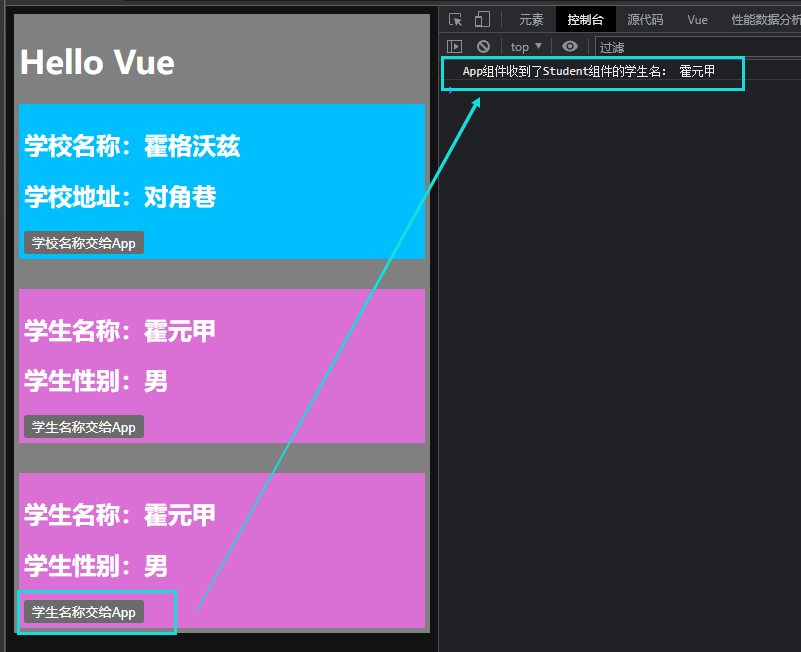 Hello Vue
学校名称：霍格沃兹
学校地址：对角巷
学校名称交给App
学生名称：霍元甲
学生性别：男
学生名称交给App
学生名称：霍元甲
学生性别：男
学生名称交给App
元素 控制台 源代码 Vue 性能数据分析
top ▼ 过滤
App组件收到了Student组件的学生名： 霍元甲